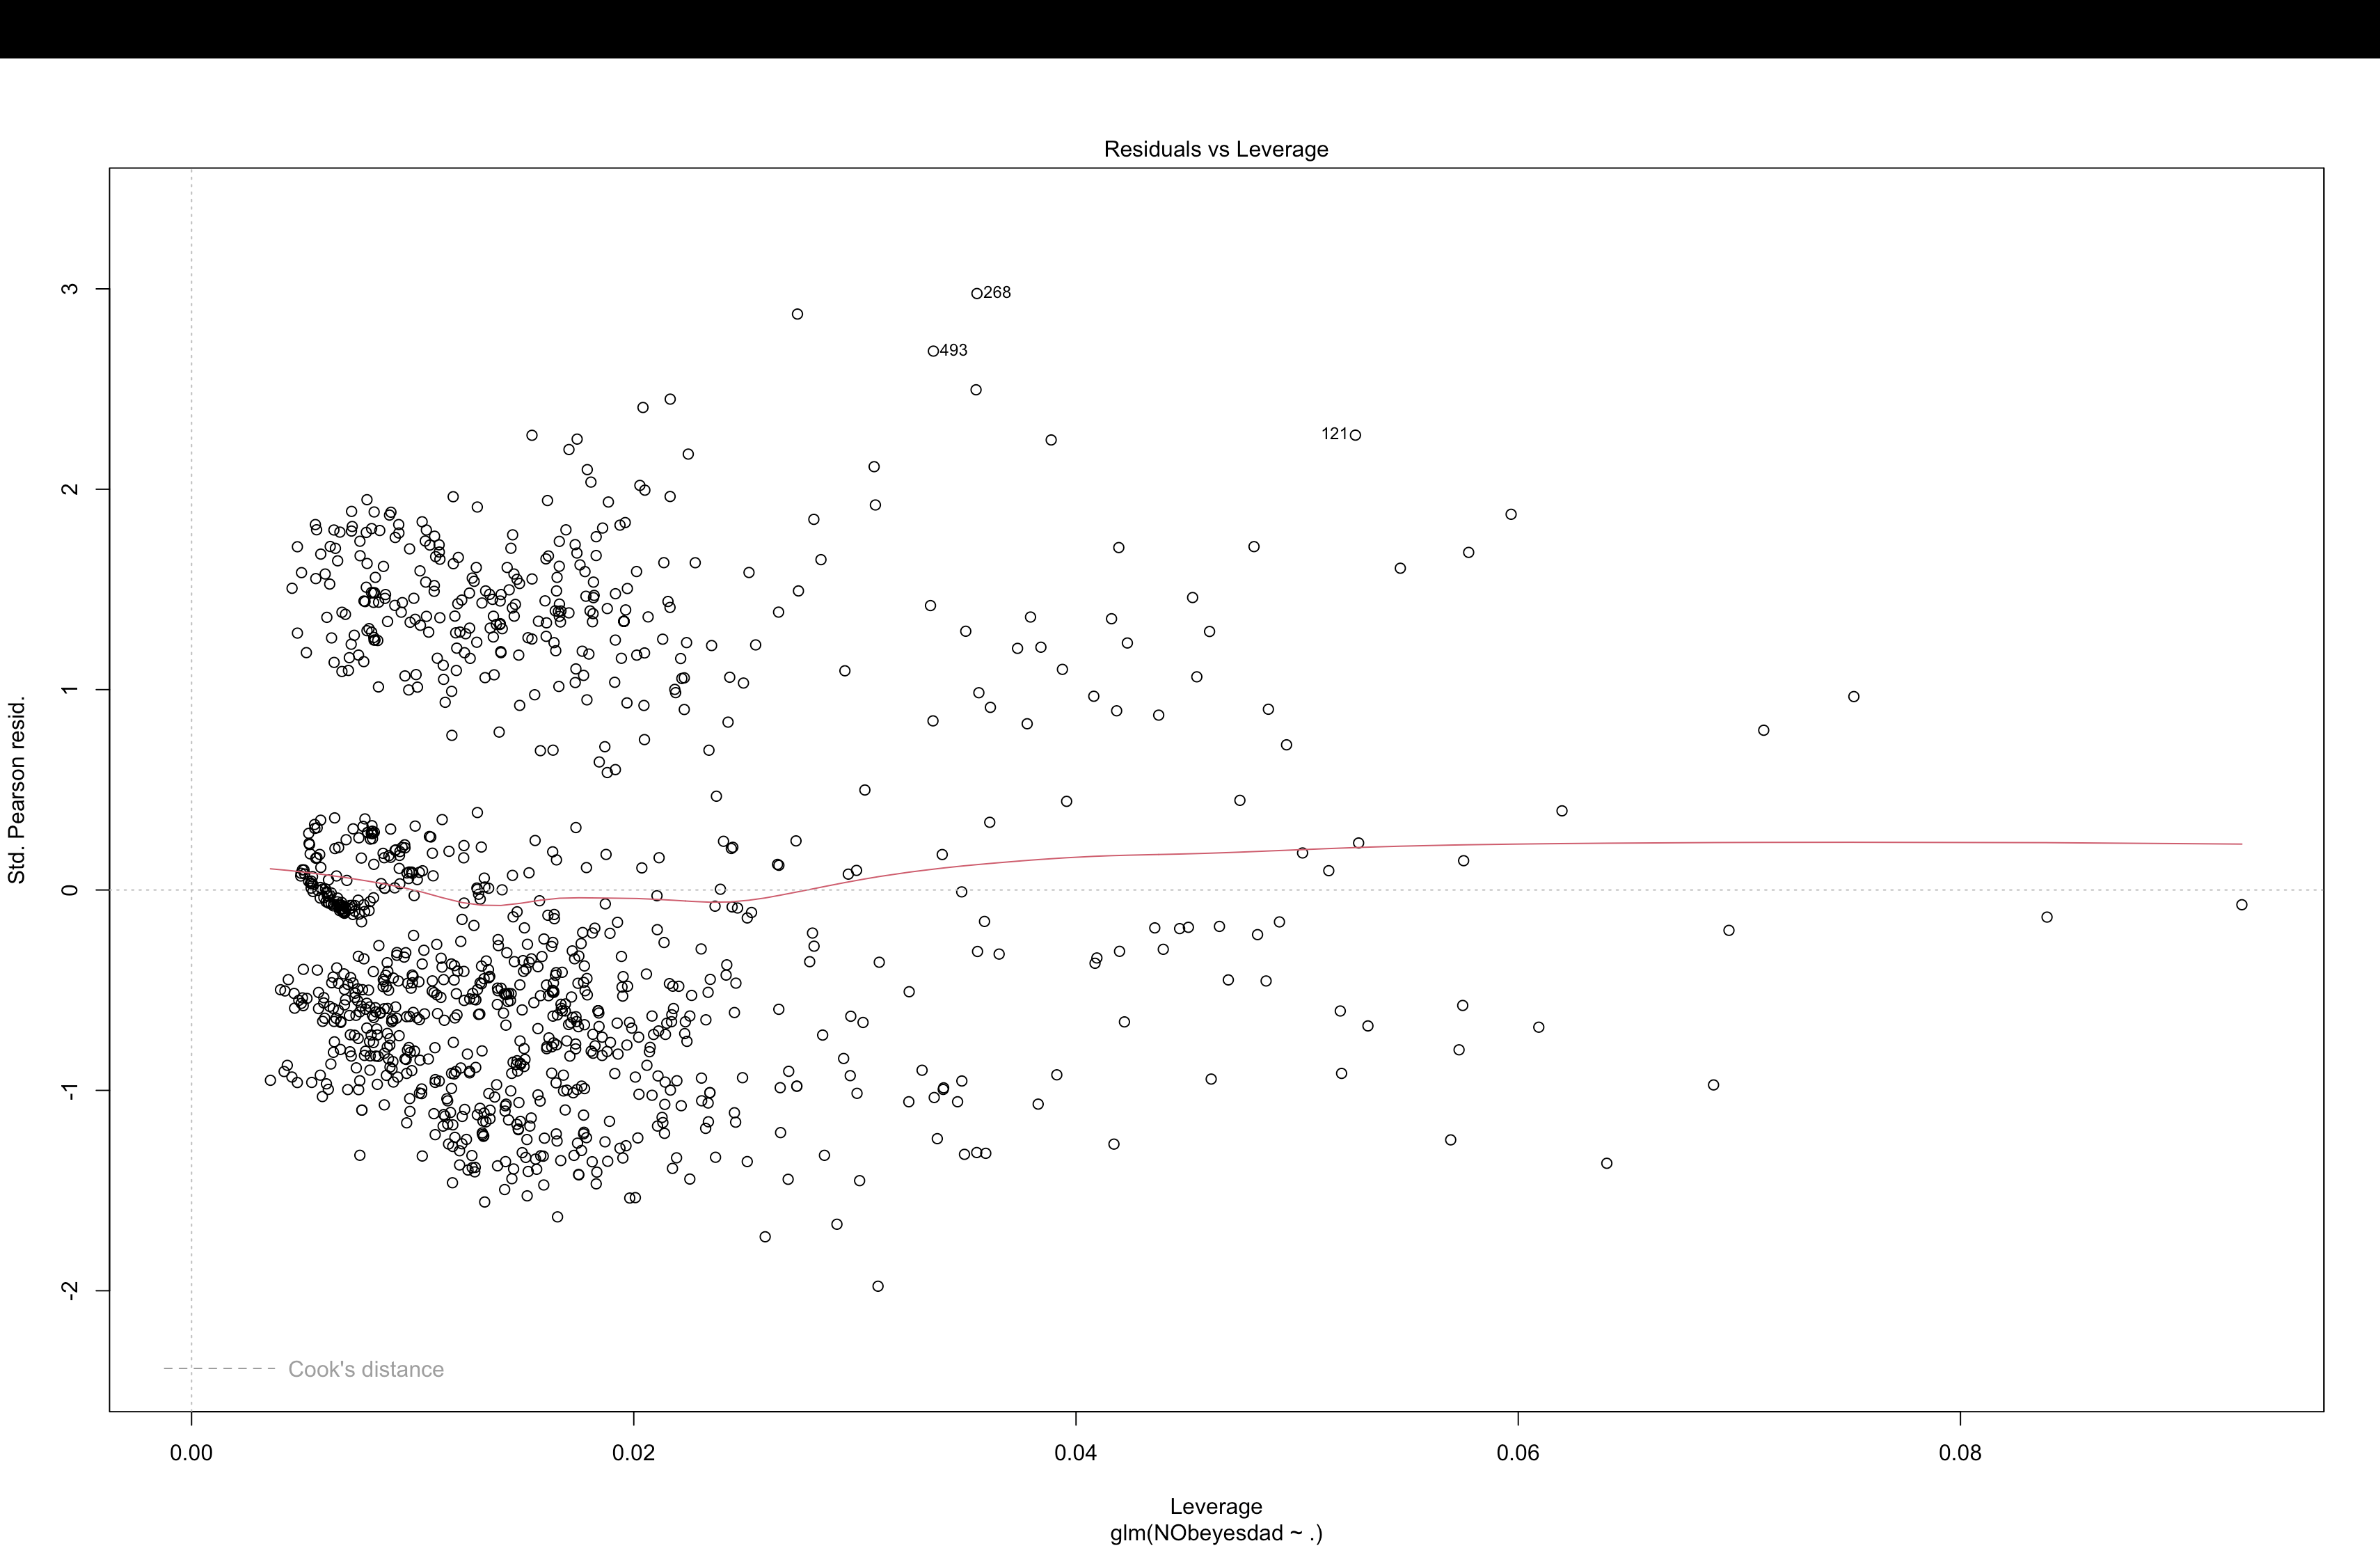 Residuals vs Leverage
3
2
1
0
-1
-2
Std. Pearson resid.
268
493
121
Cook's distance
0.00 0.02 0.04 0.06 0.08
Leverage
glm(NObeyesdad ~ .)